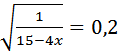 √(1/(15−4x)) = 0,2